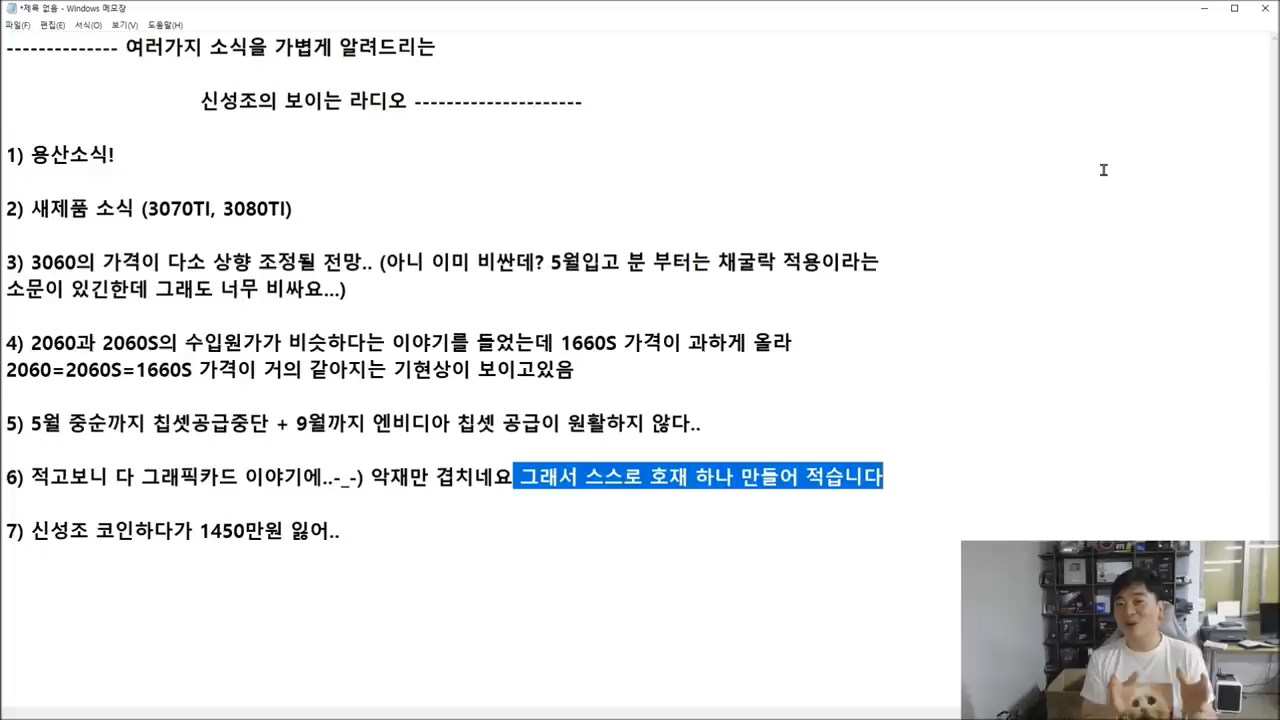 *제목 없음 - Windows 메모장
파일(F) 편집(E) 서식(O) 보기(V) 도움말(H)
-------------- 여러가지 소식을 가볍게 알려드리는
신성조의 보이는 라디오 ---------------------
1) 용산소식!
2) 새제품 소식 (3070TI, 3080TI)
3) 3060의 가격이 다소 상향 조정될 전망.. (아니 이미 비싼데? 5월입고 분 부터는 채굴락 적용이라는
소문이 있긴한데 그래도 너무 비싸요...)
4) 2060과 2060S의 수입원가가 비슷하다는 이야기를 들었는데 1660S 가격이 과하게 올라
2060=2060S=1660S 가격이 거의 같아지는 기현상이 보이고있음
5) 5월 중순까지 칩셋공급중단 + 9월까지 엔비디아 칩셋 공급이 원활하지 않다..
6) 적고보니 다 그래픽카드 이야기에..-_-) 악재만 겹치네요 그래서 스스로 호재 하나 만들어 적습니다
7) 신성조 코인하다가 1450만원 잃어..